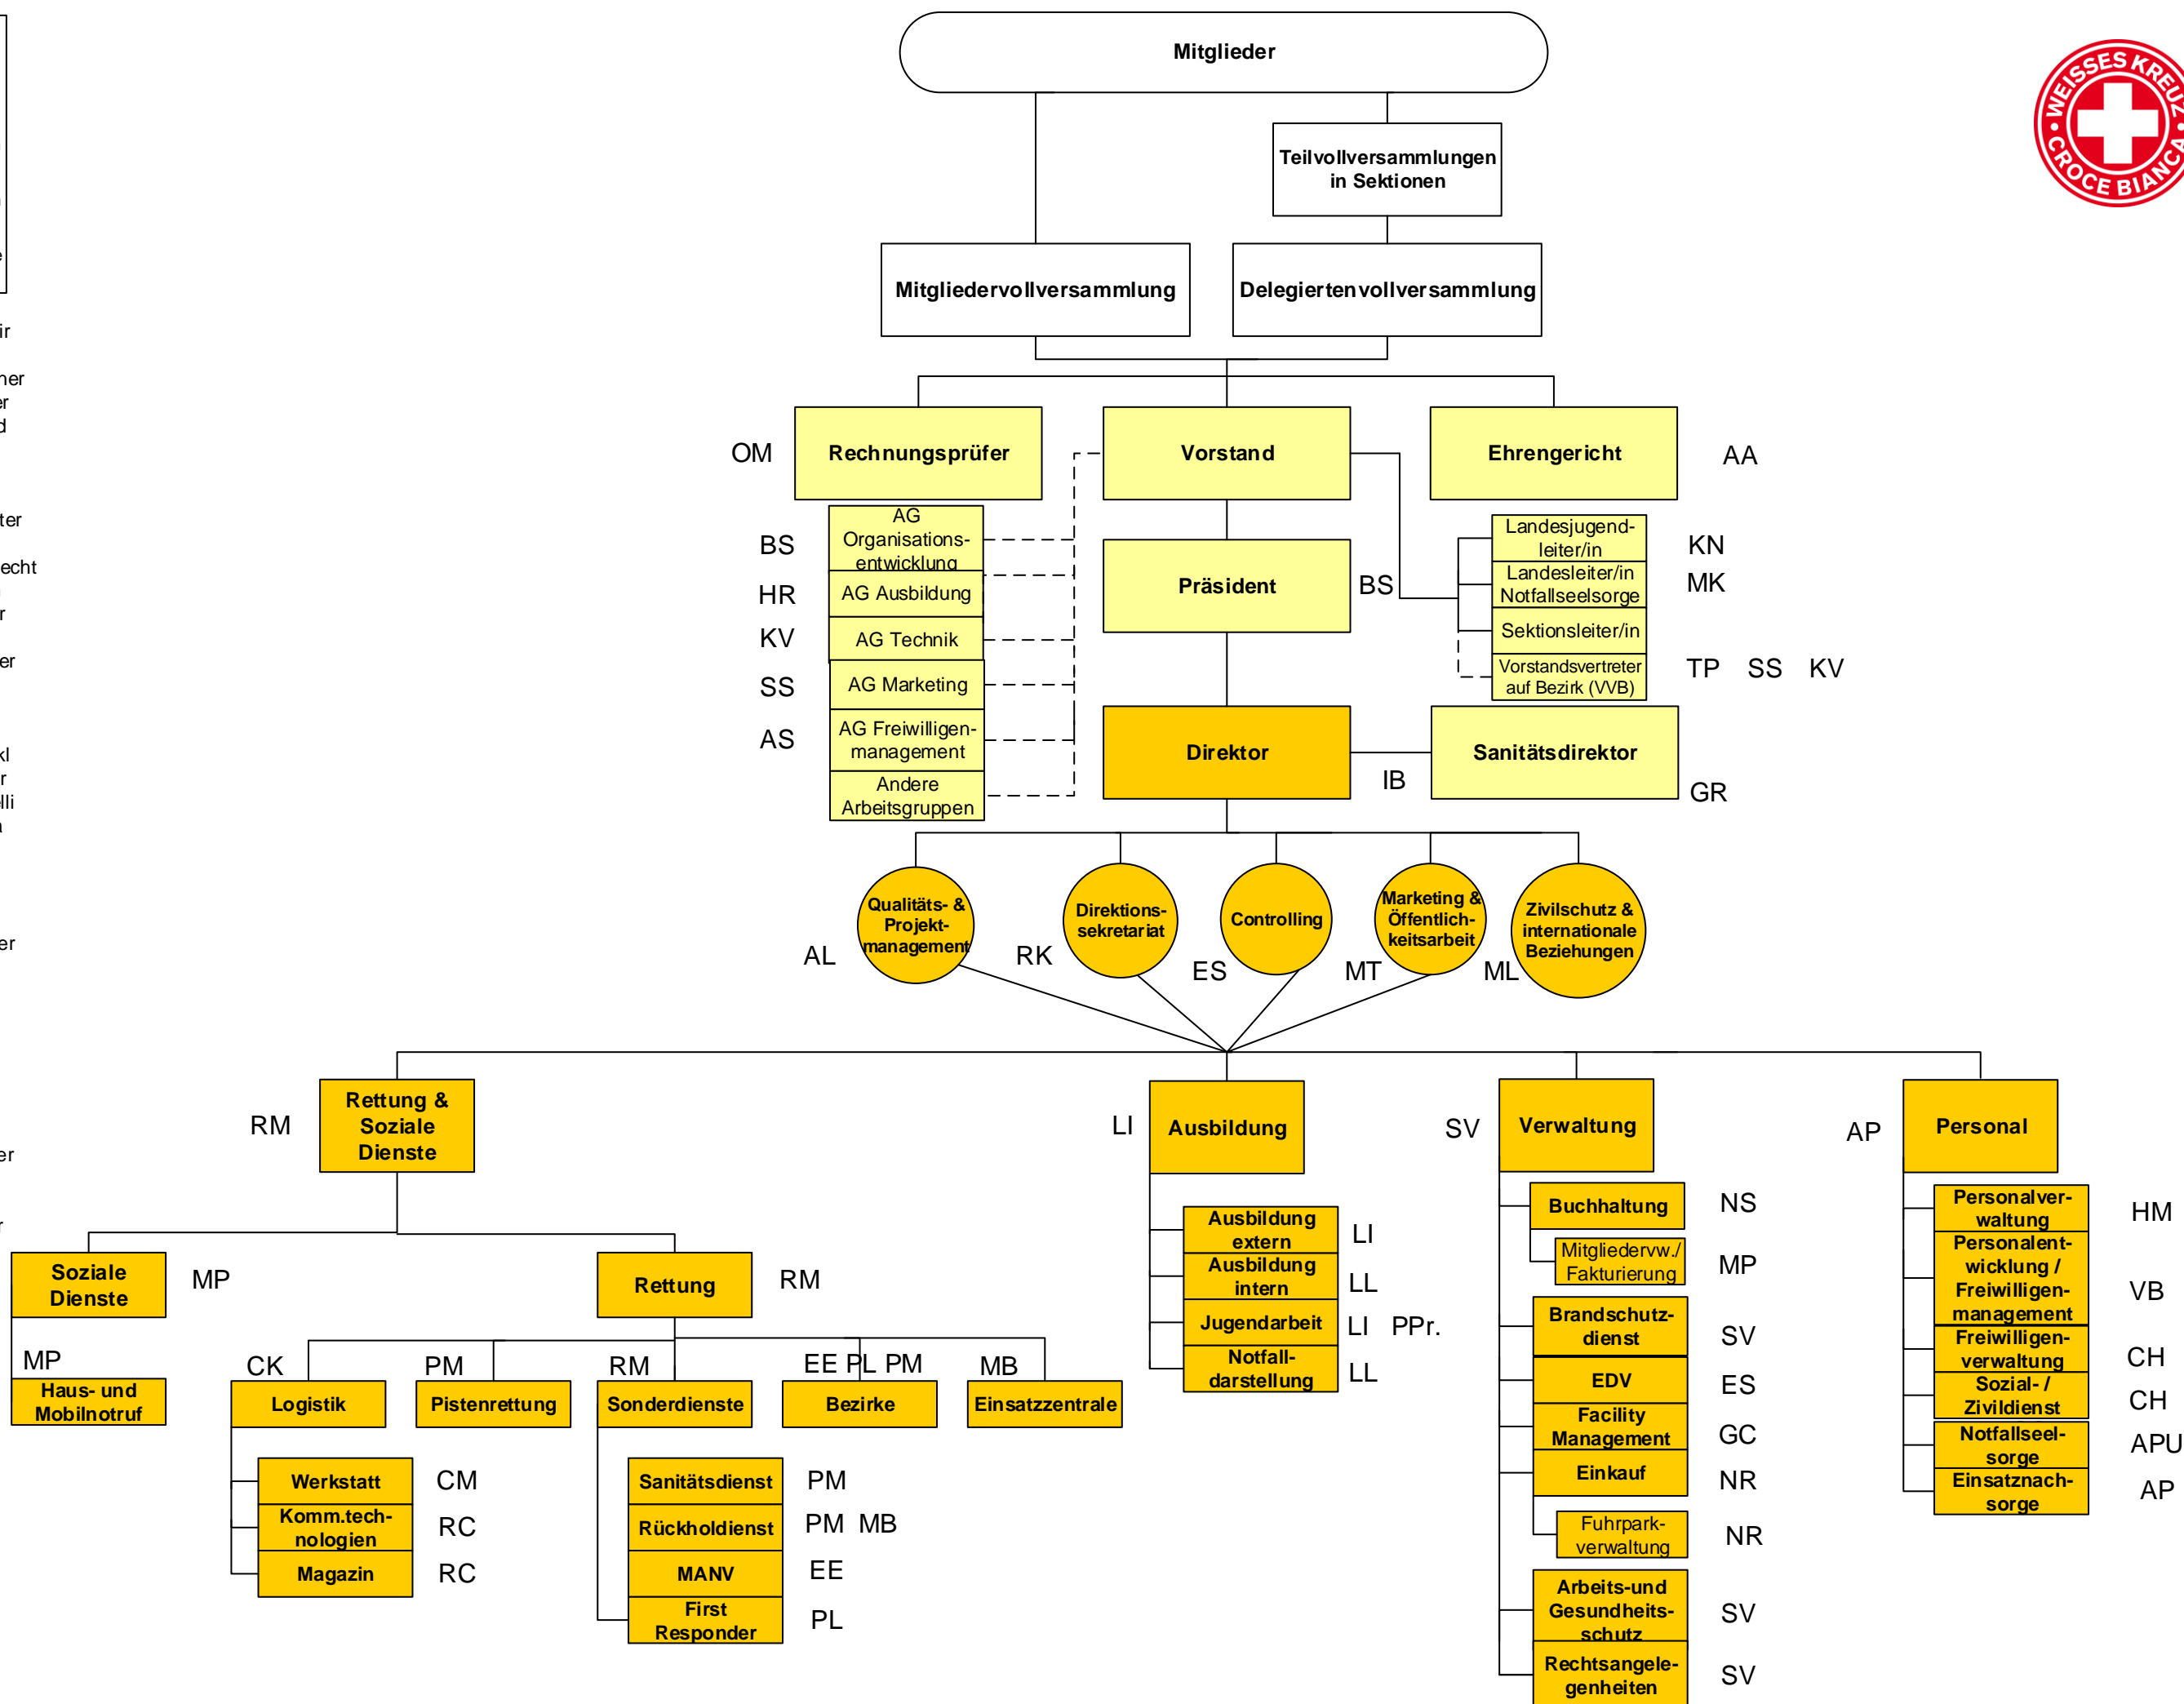 Mitglieder
WEISSES KREUZ
CROCE BIANCA
Teilvollversammlungen
in Sektionen
Mitgliedervollversammlung
Delegiertenvollversammlung
OM
Rechnungsprüfer
Vorstand
Ehrengericht
AA
BS
AG
Organisations-
entwicklung
HR
AG Ausbildung
KV
AG Technik
SS
AG Marketing
AS
AG Freiwilligen-
management
Andere
Arbeitsgruppen
Präsident
BS
Landesjugend-
leiter/in
KN
Landesleiter/in
Notfallseelsorge
MK
Sektionsleiter/in
Vorstandsvertreter
auf Bezirk (VVB)
TP SS KV
Direktor
IB
Sanitätsdirektor
GR
Qualitäts- &
Projekt-
management
AL
Direktions-
sekretariat
RK
Controlling
ES
Marketing &
Öffentlich-
keitsarbeit
MT
Zivilschutz &
internationale
Beziehungen
ML
RM
Rettung &
Soziale
Dienste
LI
Ausbildung
SV
Verwaltung
AP
Personal
Soziale
Dienste
MP
MP
Haus- und
Mobilnotruf
Rettung
RM
CK
Logistik
PM
Pistenrettung
RM
Sonderdienste
EE PL PM
Bezirke
MB
Einsatzzentrale
Werkstatt
CM
Komm.tech-
nologien
RC
Magazin
RC
Sanitätsdienst
PM
Rückholdienst
PM MB
MANV
EE
First
Responder
PL
Ausbildung
extern
LI
Ausbildung
intern
LL
Jugendarbeit
LI PPr.
Notfall-
darstellung
LL
Buchhaltung
NS
Mitgliedervw./
Fakturierung
MP
Brandschutz-
dienst
SV
EDV
ES
Facility
Management
GC
Einkauf
NR
Fuhrpark-
verwaltung
NR
Arbeits-und
Gesundheits-
schutz
SV
Rechtsangele-
genheiten
SV
Personalver-
waltung
HM
Personalent-
wicklung /
Freiwilligen-
management
VB
Freiwilligen-
verwaltung
CH
Sozial- /
Zivildienst
CH
Notfallseel-
sorge
APU
Einsatznach-
sorge
AP